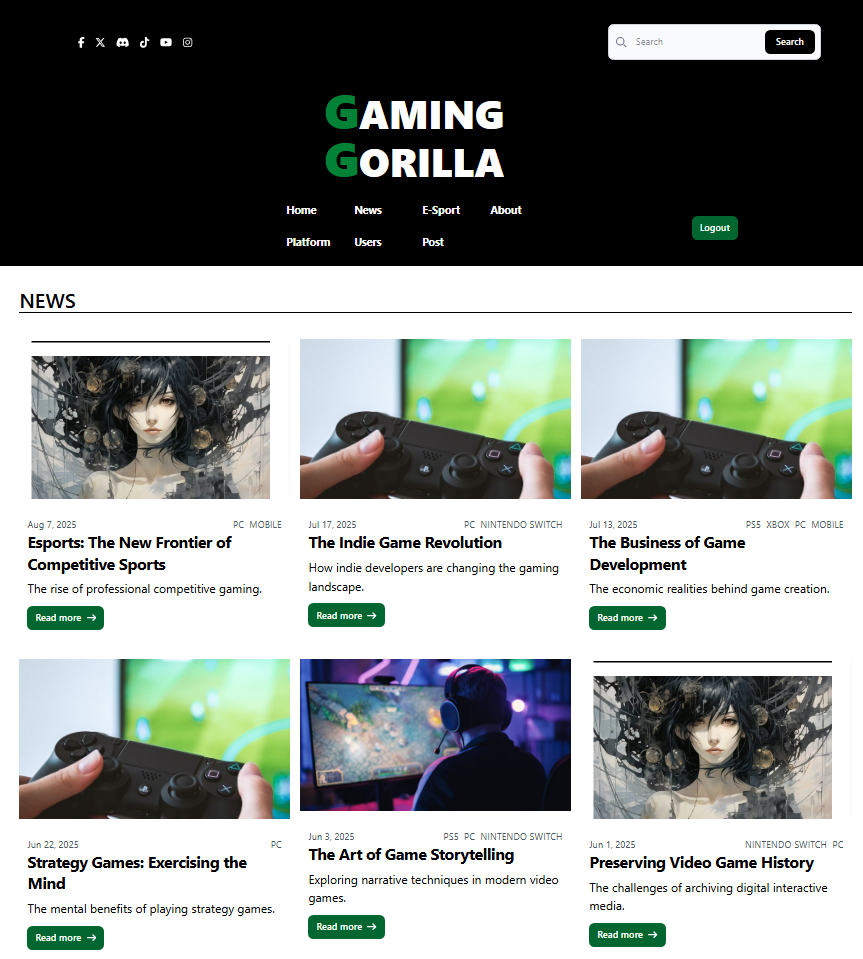 Search
Search
GAMING
GORILLA
Home News E-Sport About
Platform Users Post
Logout
NEWS
Aug 7, 2025 PC MOBILE
Esports: The New Frontier of
Competitive Sports
The rise of professional competitive gaming.
Read more →
Jul 17, 2025 PC NINTENDO SWITCH
The Indie Game Revolution
How indie developers are changing the gaming
landscape.
Read more →
Jul 13, 2025 PS5 XBOX PC MOBILE
The Business of Game
Development
The economic realities behind game creation.
Read more →
Jun 22, 2025 PC
Strategy Games: Exercising the
Mind
The mental benefits of playing strategy games.
Read more →
Jun 3, 2025 PS5 PC NINTENDO SWITCH
The Art of Game Storytelling
Exploring narrative techniques in modern video
games.
Read more →
Jun 1, 2025 NINTENDO SWITCH PC
Preserving Video Game History
The challenges of archiving digital interactive
media.
Read more →